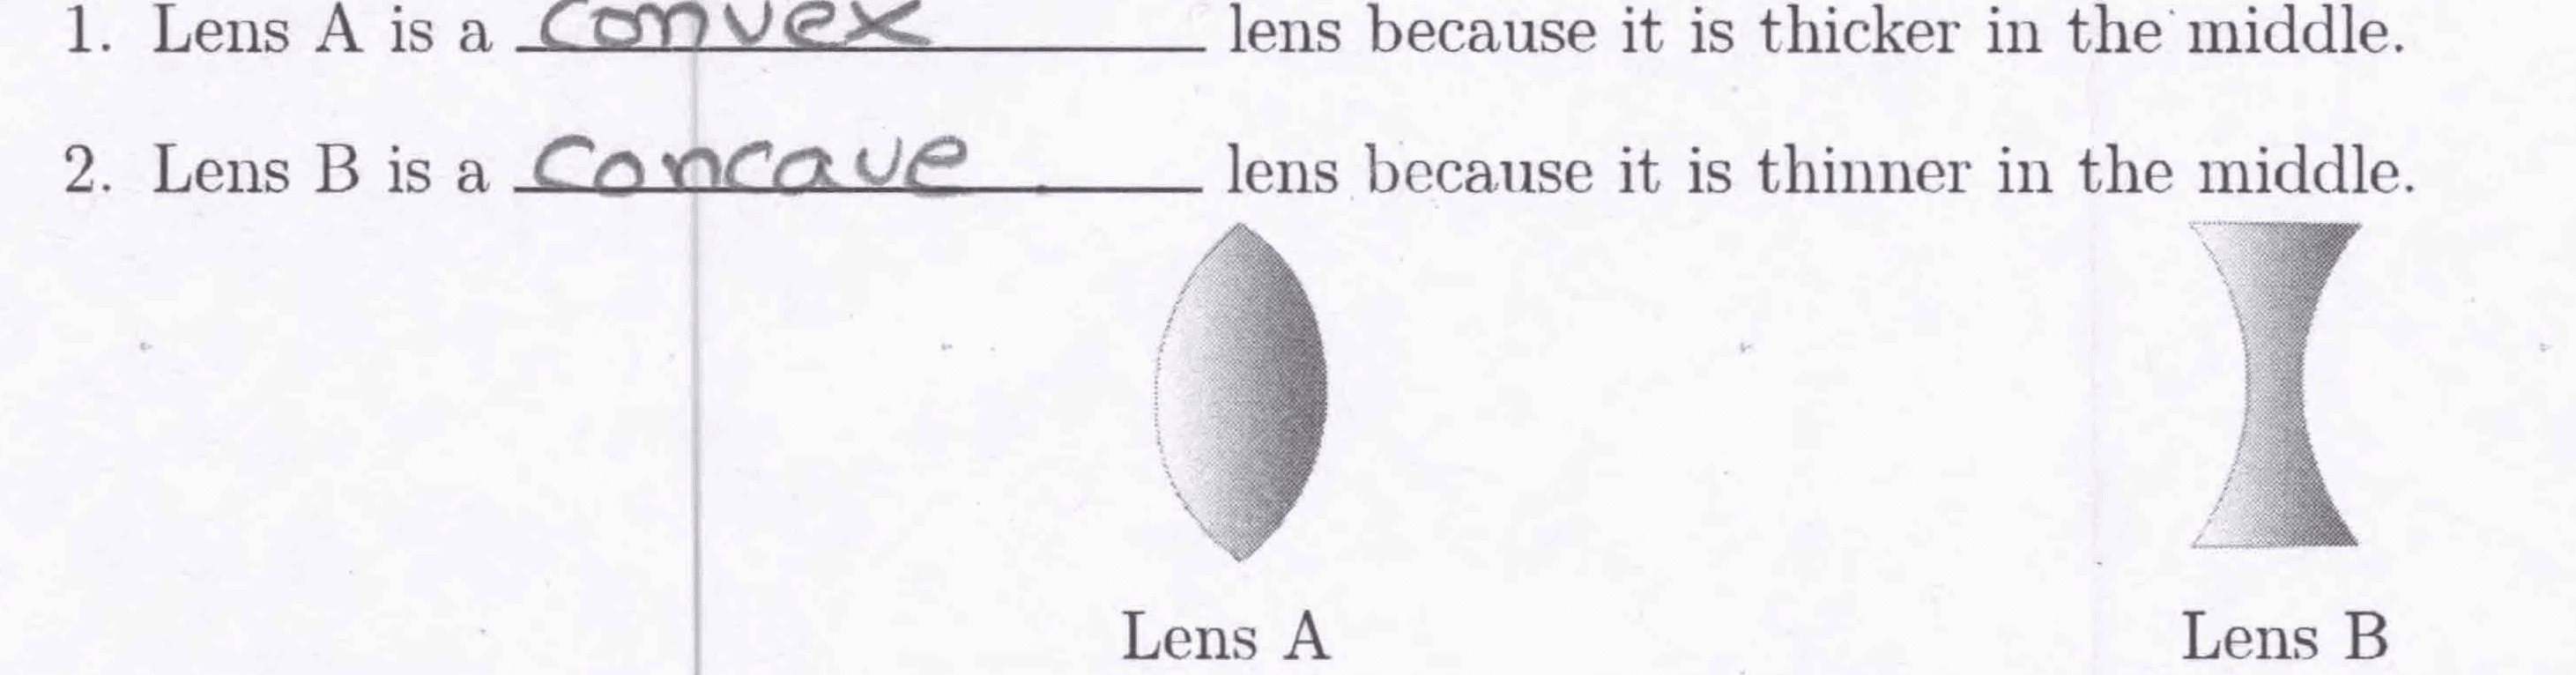 1. Lens A is a convex lens because it is thicker in the middle.
2. Lens B is a concave lens because it is thinner in the middle.
Lens A Lens B